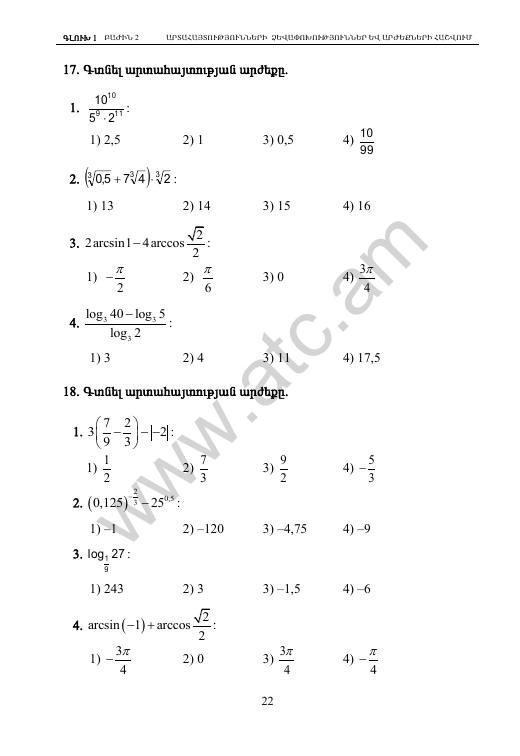 ԳԼՈՒԽ 1 ԲԱԺԻՆ 2 ԱՐՏԱՀԱՅՏՈՒԹՅՈՒՆՆԵՐԻ ՁԵՎԱՓՈԽՈՒԹՅՈՒՆՆԵՐ ԵՎ ԱՐԺԵՔՆԵՐԻ ՀԱՇՎՈՒՄ
17. Գտնել արտահայտության արժեքը.
1. 10^10 / (5^9 · 2^11) :
1) 2,5 2) 1 3) 0,5 4) 10/99
2. (∛0,5 + 7∛4) · ∛2 :
1) 13 2) 14 3) 15 4) 16
3. 2 arcsin 1 – 4 arccos √2/2 :
1) –π/2 2) π/6 3) 0 4) 3π/4
4. (log₃ 40 – log₃ 5) / log₃ 2 :
1) 3 2) 4 3) 11 4) 17,5
18. Գտնել արտահայտության արժեքը.
1. 3(7/9 – 2/3) – |–2| :
1) 1/2 2) 7/3 3) 9/2 4) –5/3
2. (0,125)^(–2/3) – 25^0,5 :
1) –1 2) –120 3) –4,75 4) –9
3. log_(1/9) 27 :
1) 243 2) 3 3) –1,5 4) –6
4. arcsin(–1) + arccos √2/2 :
1) –3π/4 2) 0 3) 3π/4 4) –π/4
22
www.atc.am